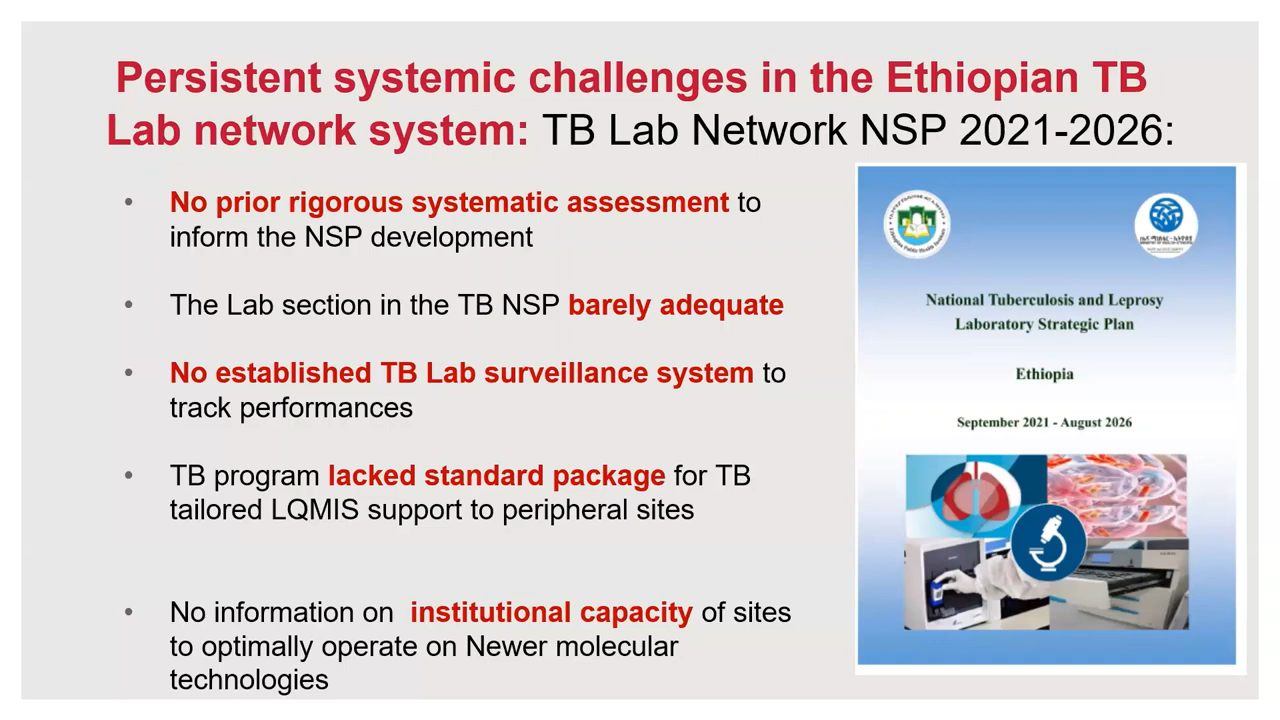 Persistent systemic challenges in the Ethiopian TB
Lab network system: TB Lab Network NSP 2021-2026:
• No prior rigorous systematic assessment to
inform the NSP development
• The Lab section in the TB NSP barely adequate
• No established TB Lab surveillance system to
track performances
• TB program lacked standard package for TB
tailored LQMIS support to peripheral sites
• No information on institutional capacity of sites
to optimally operate on Newer molecular
technologies
Ethiopian Public Health Institute
National Tuberculosis and Leprosy
Laboratory Strategic Plan
Ethiopia
September 2021 - August 2026